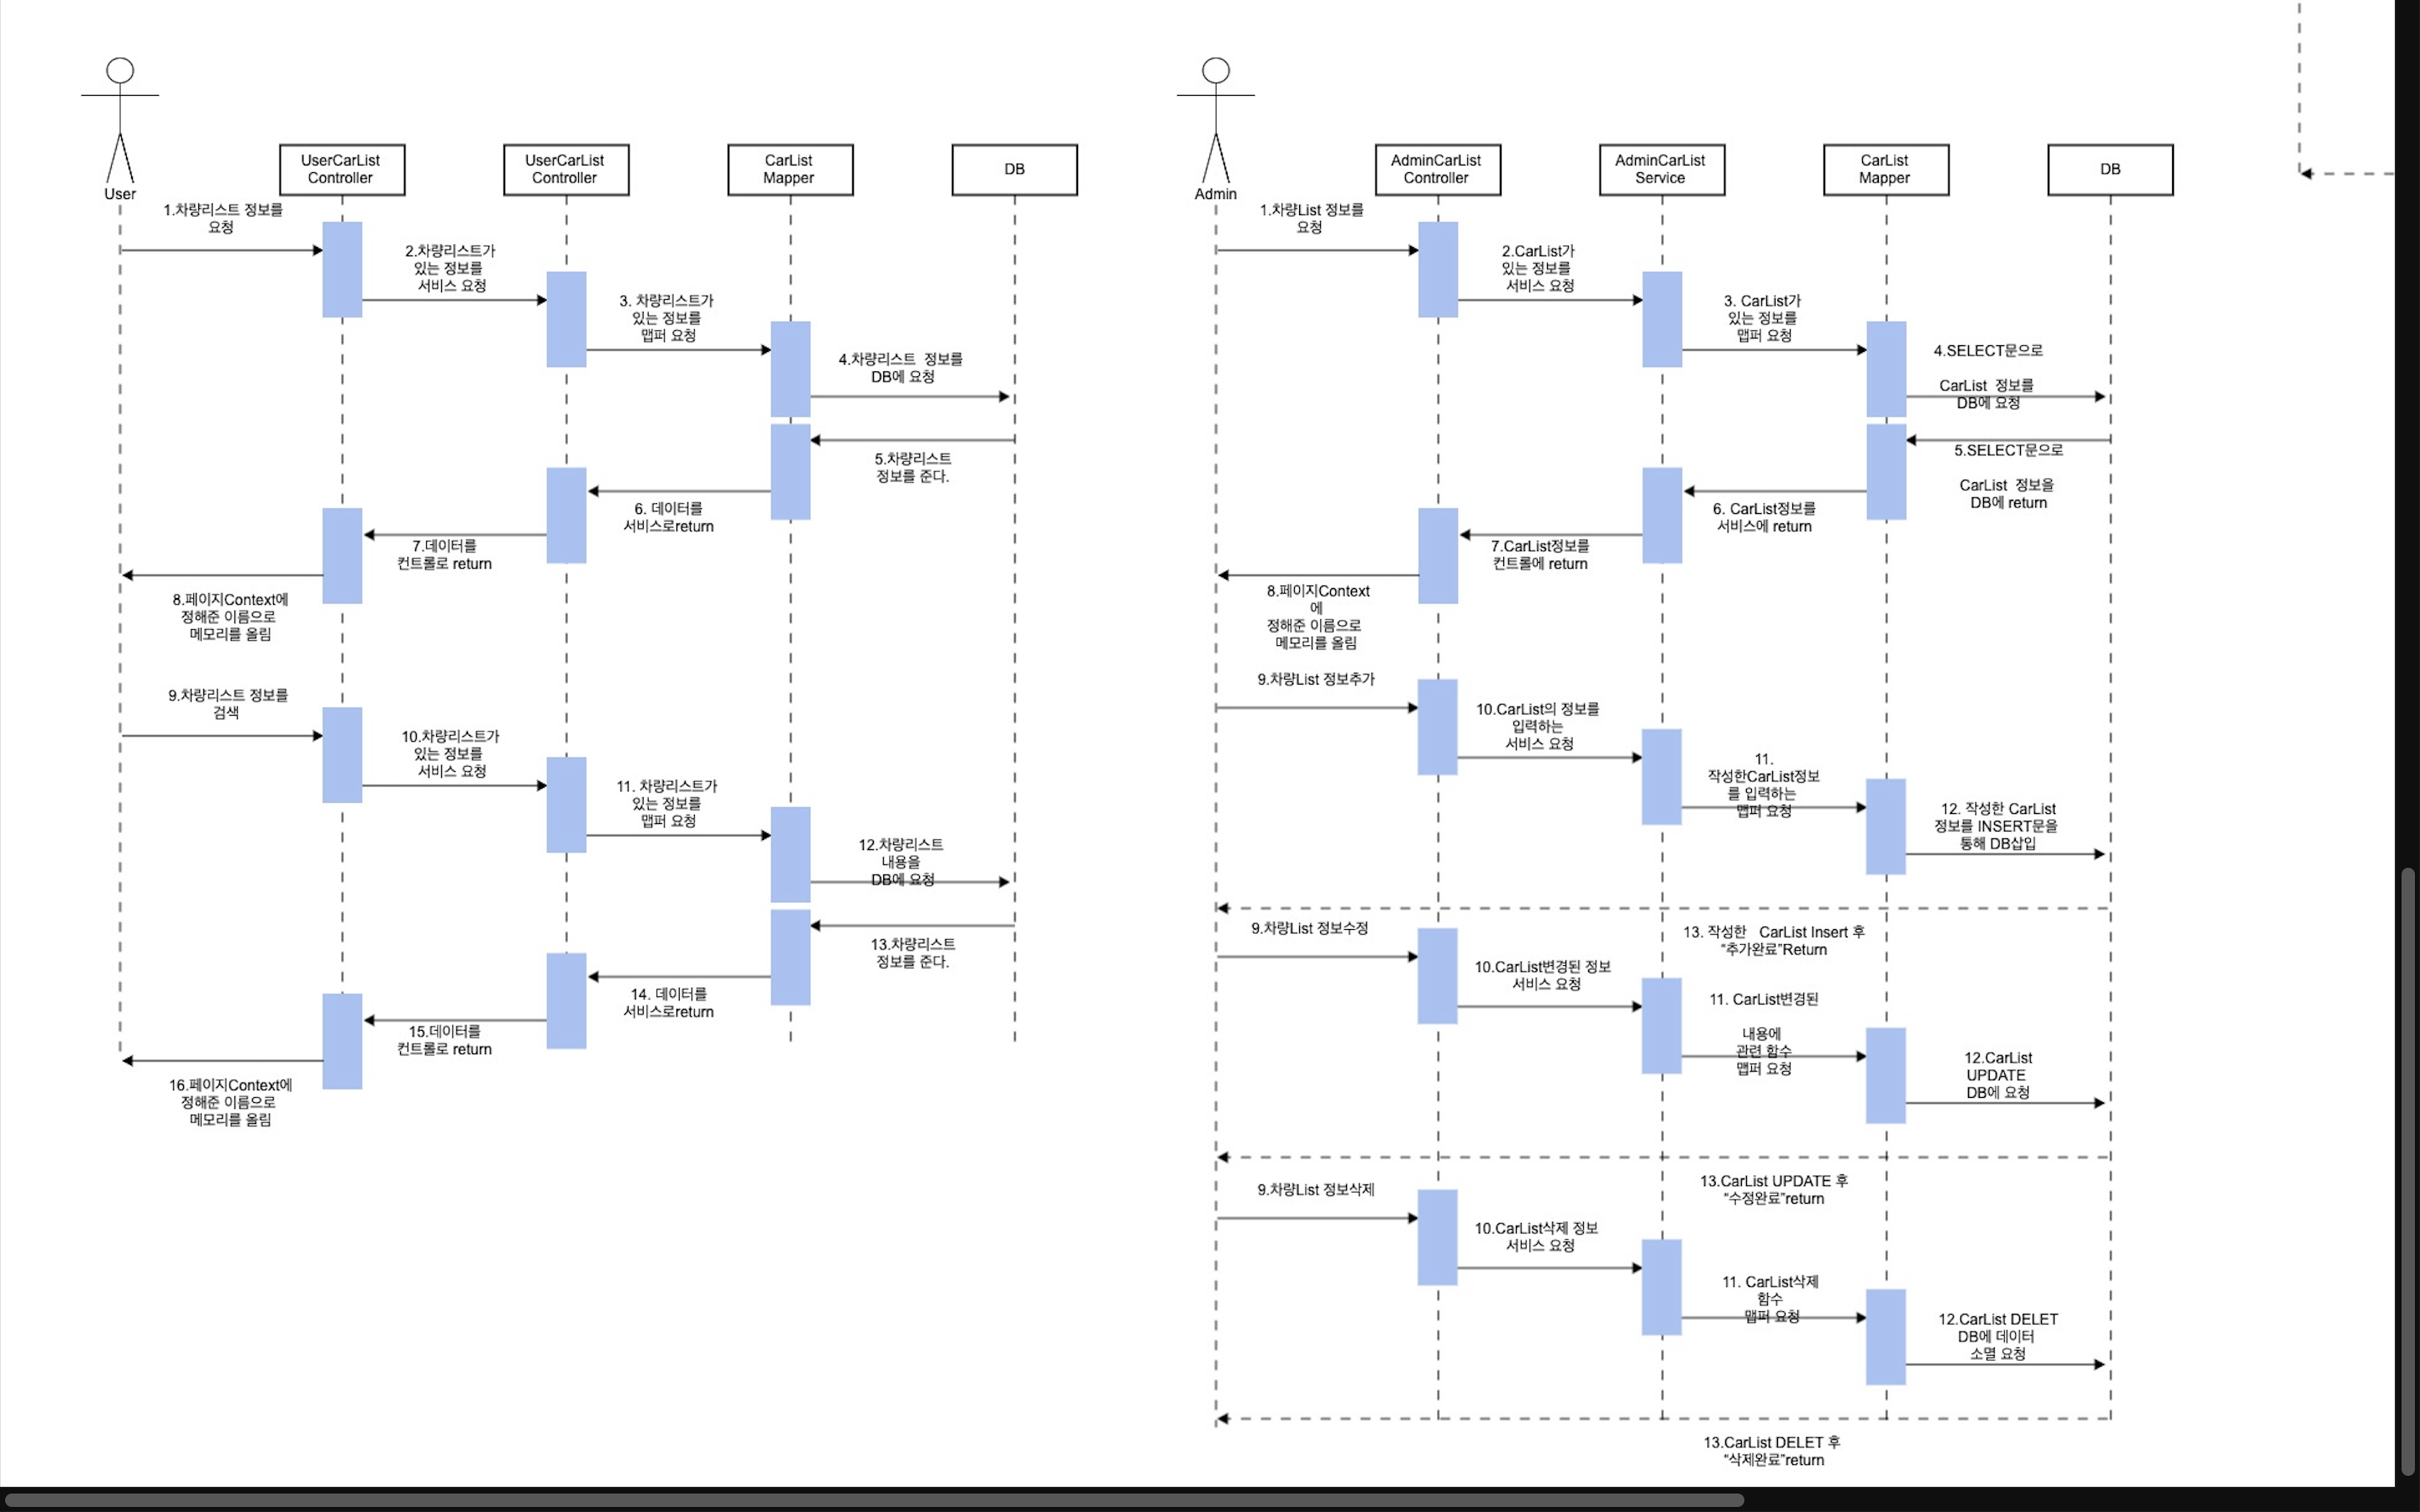 User
UserCarList
Controller
UserCarList
Controller
CarList
Mapper
DB
1.차량리스트 정보를
요청
2.차량리스트가
있는 정보를
서비스 요청
3. 차량리스트가
있는 정보를
맵퍼 요청
4.차량리스트 정보를
DB에 요청
5.차량리스트
정보를 준다.
6. 데이터를
서비스로return
7.데이터를
컨트롤로 return
8.페이지Context에
정해준 이름으로
메모리를 올림
9.차량리스트 정보를
검색
10.차량리스트가
있는 정보를
서비스 요청
11. 차량리스트가
있는 정보를
맵퍼 요청
12.차량리스트
내용을
DB에 요청
13.차량리스트
정보를 준다.
14. 데이터를
서비스로return
15.데이터를
컨트롤로 return
16.페이지Context에
정해준 이름으로
메모리를 올림
Admin
AdminCarList
Controller
AdminCarList
Service
CarList
Mapper
DB
1.차량List 정보를
요청
2.CarList가
있는 정보를
서비스 요청
3. CarList가
있는 정보를
맵퍼 요청
4.SELECT문으로
CarList 정보를
DB에 요청
5.SELECT문으로
CarList 정보을
DB에 return
6. CarList정보를
서비스에 return
7.CarList정보를
컨트롤에 return
8.페이지Context
에
정해준 이름으로
메모리를 올림
9.차량List 정보추가
10.CarList의 정보를
입력하는
서비스 요청
11.
작성한CarList정보
를 입력하는
맵퍼 요청
12. 작성한 CarList
정보를 INSERT문을
통해 DB삽입
13. 작성한 CarList Insert 후
“추가완료”Return
9.차량List 정보수정
10.CarList변경된 정보
서비스 요청
11. CarList변경된
내용에
관련 함수
맵퍼 요청
12.CarList
UPDATE
DB에 요청
13.CarList UPDATE 후
“수정완료”return
9.차량List 정보삭제
10.CarList삭제 정보
서비스 요청
11. CarList삭제
함수
맵퍼 요청
12.CarList DELET
DB에 데이터
소멸 요청
13.CarList DELET 후
“삭제완료”return